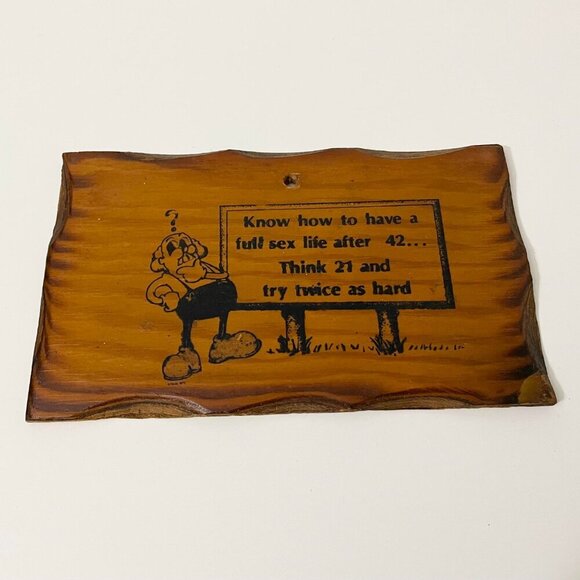 ?
Know how to have a
full sex life after 42...
Think 21 and
try twice as hard